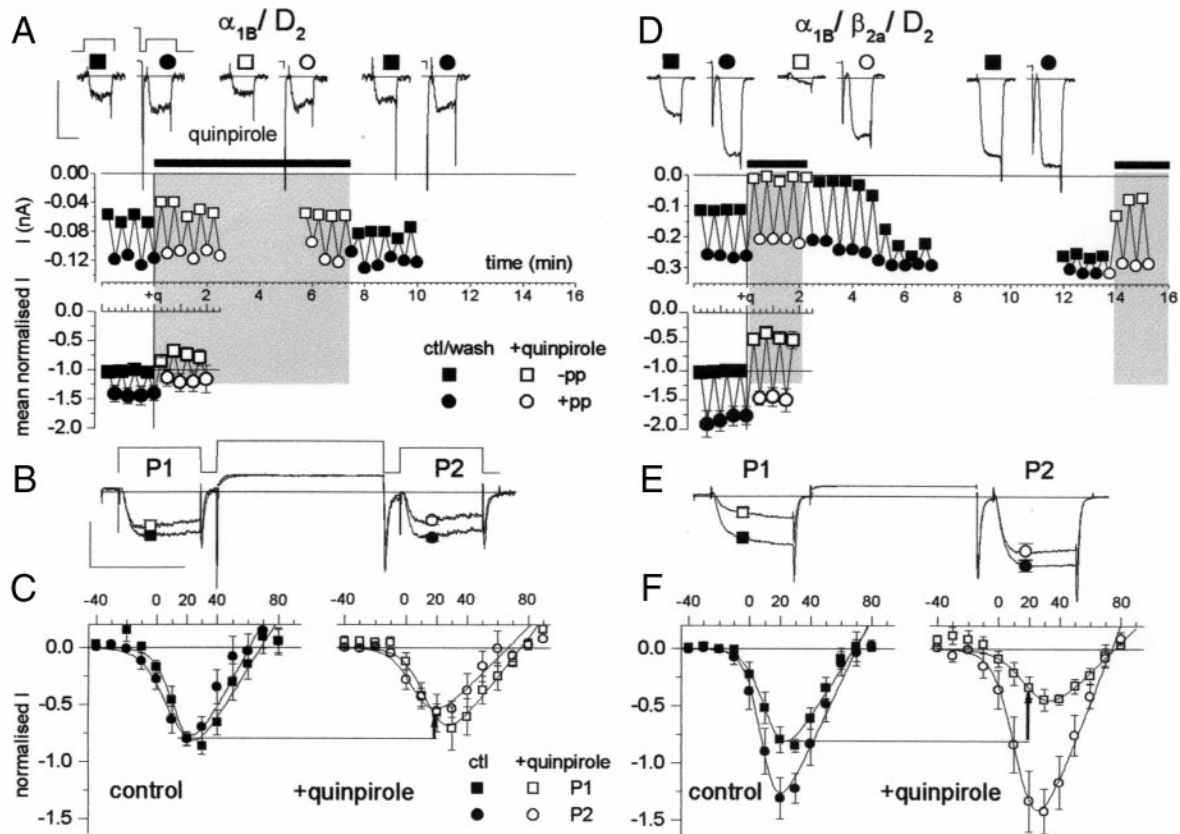 A
α1B/ D2
quinpirole
0.00
-0.04
-0.08
-0.12
I (nA)
time (min)
+q
2
4
6
8
10
12
14
16
0.0
-0.5
-1.0
-1.5
-2.0
mean normalised I
ctl/wash +quinpirole
-pp
+pp
B
P1
P2
C
-40 0 20 40 80
-40 0 20 40 80
0.0
-0.5
-1.0
-1.5
normalised I
control
+quinpirole
ctl +quinpirole
P1
P2
D
α1B/ β2a/ D2
0.0
-0.1
-0.2
-0.3
+q
2
4
6
8
10
12
14
16
0.0
-0.5
-1.0
-1.5
-2.0
E
P1
P2
F
-40 0 20 40 80
-40 0 20 40 80
0.0
-0.5
-1.0
-1.5
control
+quinpirole